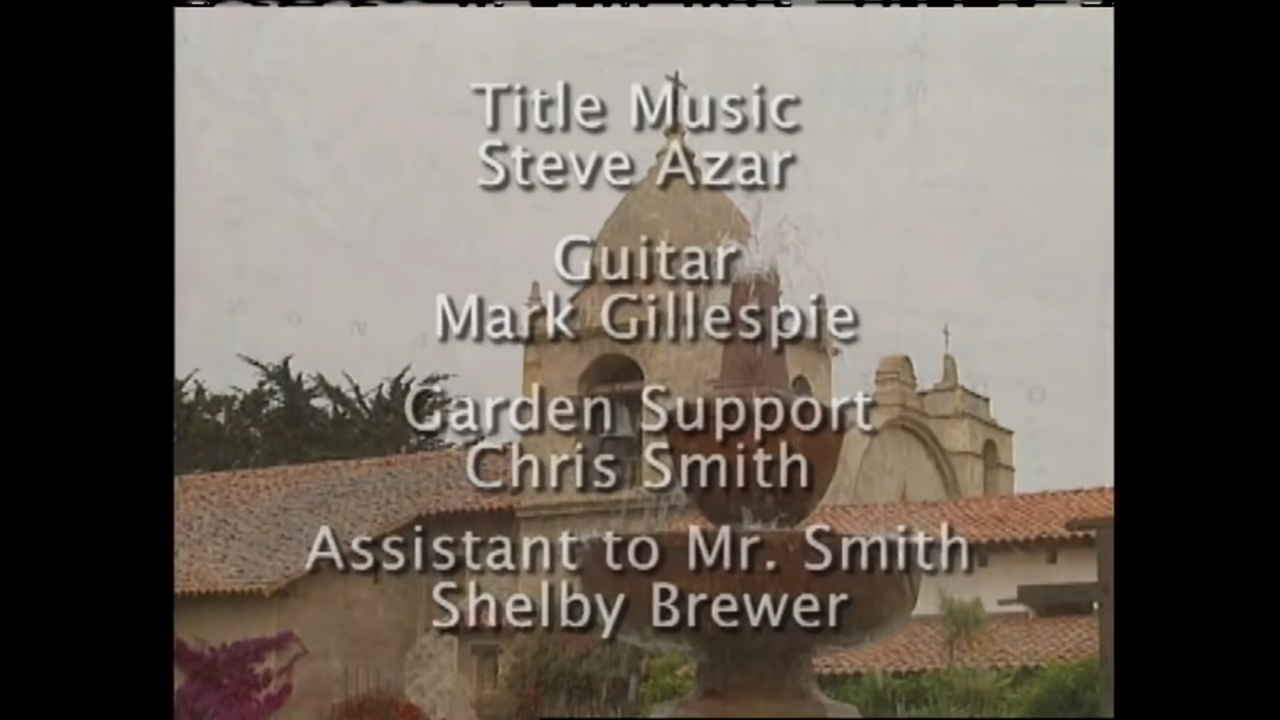 Title Music
Steve Azar
Guitar
Mark Gillespie
Garden Support
Chris Smith
Assistant to Mr. Smith
Shelby Brewer